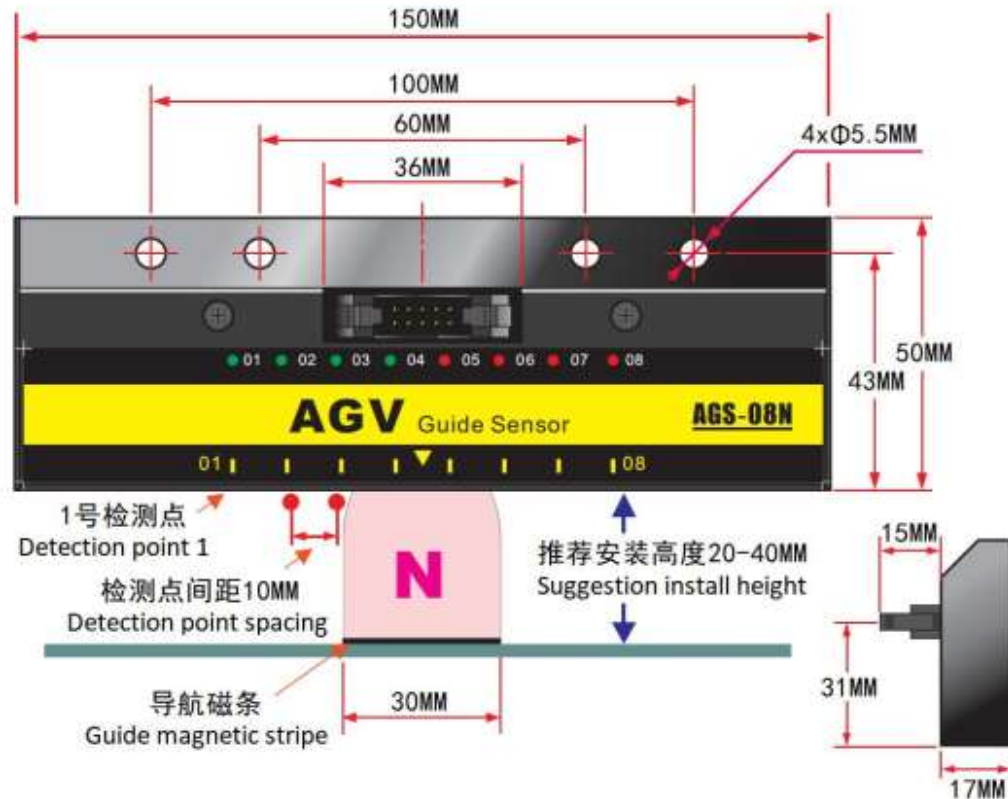 150MM
100MM
60MM
4xΦ5.5MM
36MM
01 02 03 04 05 06 07 08
50MM
43MM
AGV Guide Sensor AGS-08N
01 08
1号检测点
Detection point 1
检测点间距10MM
Detection point spacing
N
推荐安装高度20-40MM
Suggestion install height
15MM
31MM
导航磁条
Guide magnetic stripe
30MM
17MM